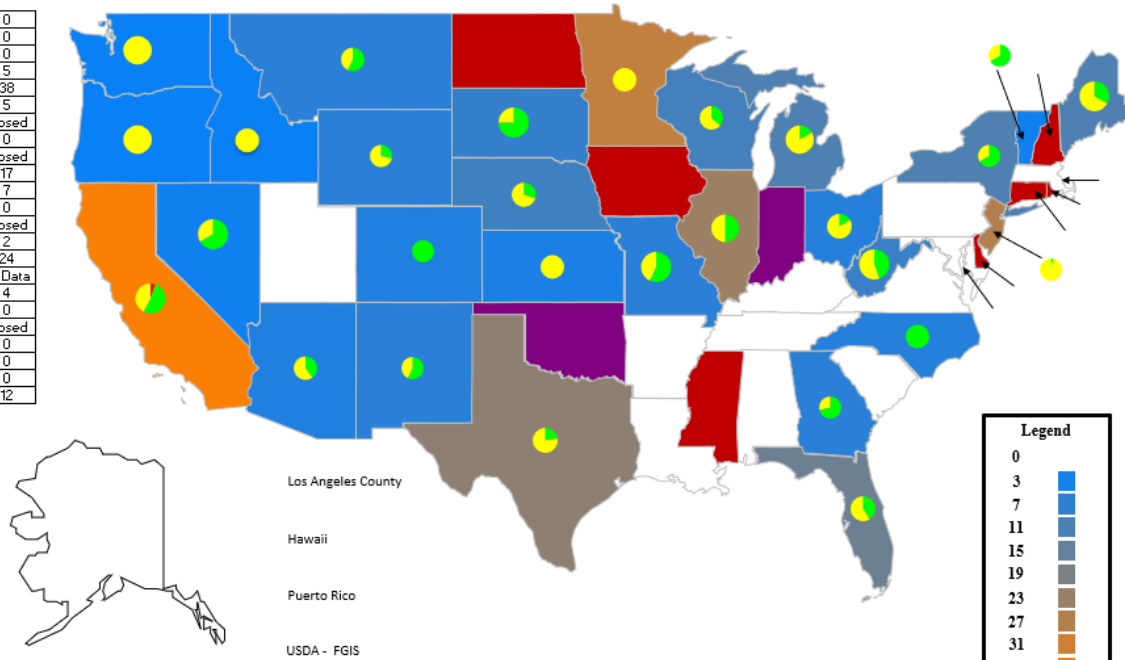 0
0
0
5
38
5
osed
0
osed
17
7
0
osed
2
24
Data
4
0
osed
0
0
0
12
Los Angeles County
Hawaii
Puerto Rico
USDA - FGIS
Legend
0
3
7
11
15
19
23
27
31